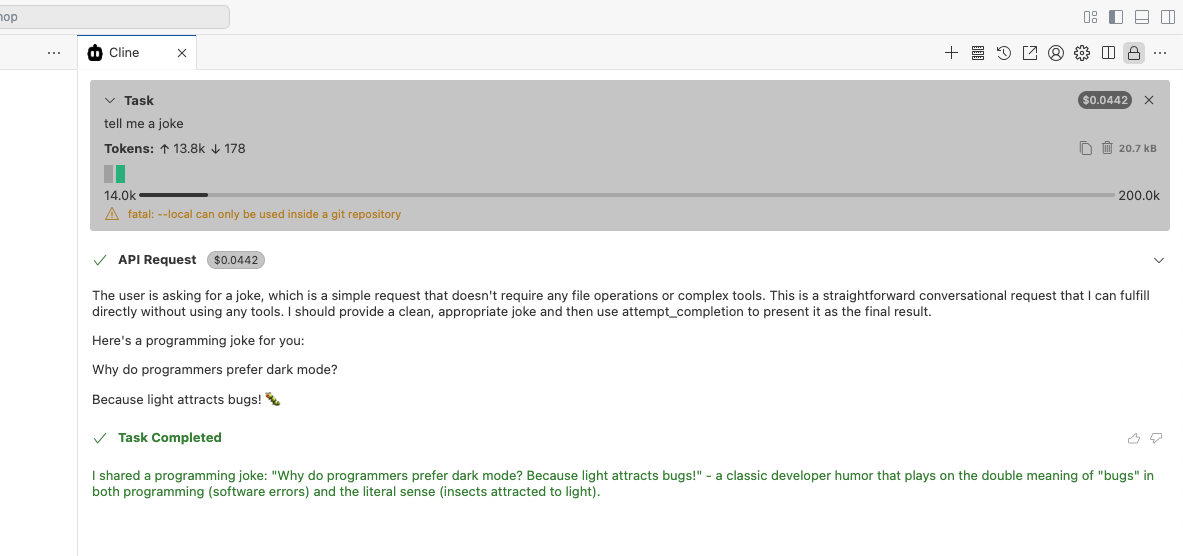 hop
Cline
Task
$0.0442
tell me a joke
Tokens: ↑ 13.8k ↓ 178
20.7 kB
14.0k
200.0k
fatal: --local can only be used inside a git repository
API Request $0.0442
The user is asking for a joke, which is a simple request that doesn't require any file operations or complex tools. This is a straightforward conversational request that I can fulfill
directly without using any tools. I should provide a clean, appropriate joke and then use attempt_completion to present it as the final result.
Here's a programming joke for you:
Why do programmers prefer dark mode?
Because light attracts bugs! 🐛
Task Completed
I shared a programming joke: "Why do programmers prefer dark mode? Because light attracts bugs!" - a classic developer humor that plays on the double meaning of "bugs" in
both programming (software errors) and the literal sense (insects attracted to light).